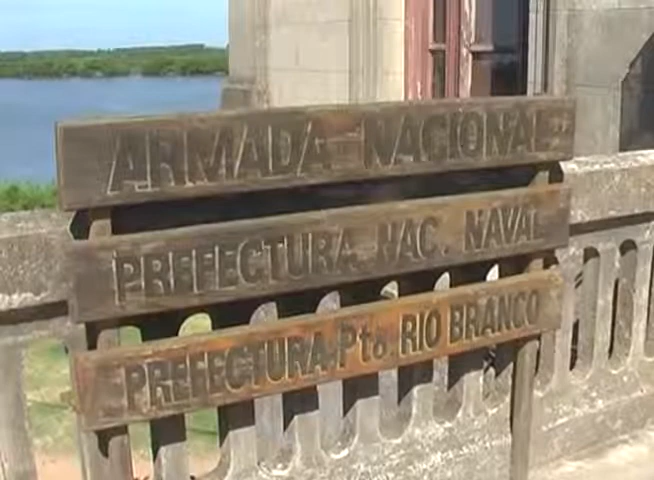 ARMADA NACIONAL
PREFECTURA NAC. NAVAL
PREFECTURA Pto. RIO BRANCO